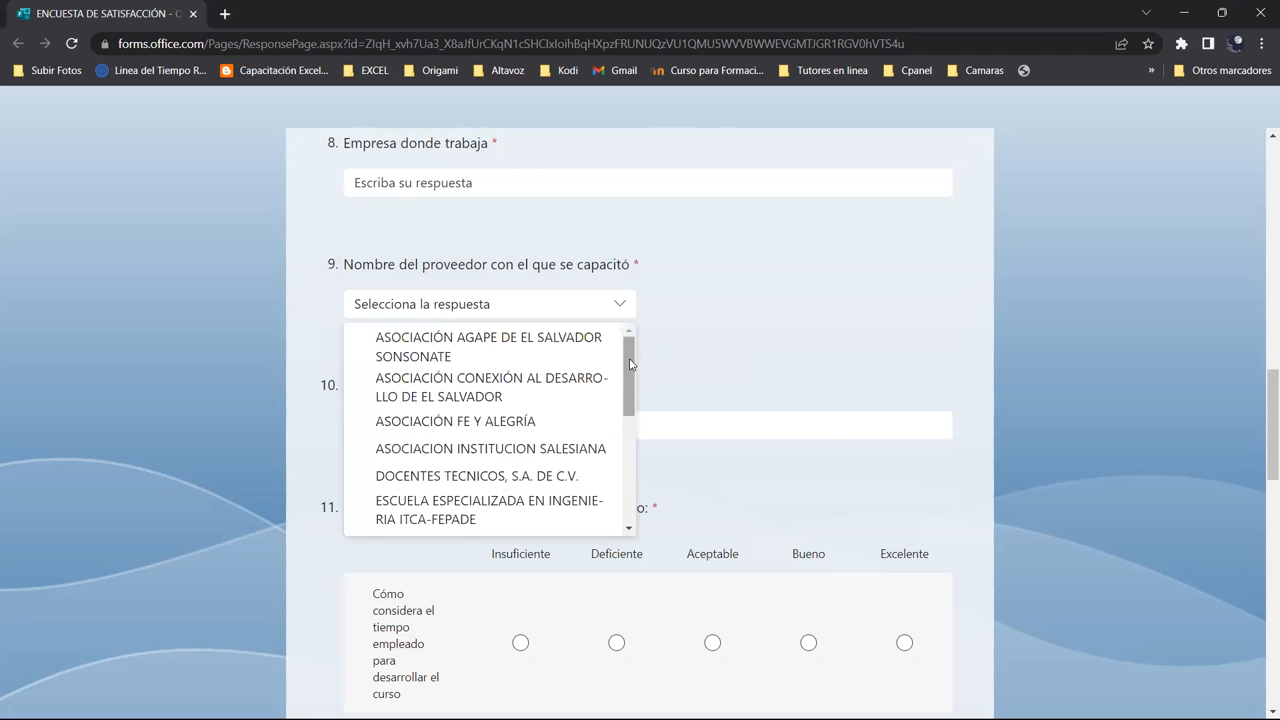 ENCUESTA DE SATISFACCIÓN - C
forms.office.com/Pages/ResponsePage.aspx?id=ZIqH_xvh7Ua3_X8aJfUrCKqN1cSHCIxIoihBqHXpzFRUNUQzVU1QMU5WVVBWWEVGMTJGR1RGV0hVTS4u
Subir Fotos
Linea del Tiempo R...
Capacitación Excel...
EXCEL
Origami
Altavoz
Kodi
Gmail
Curso para Formaci...
Tutores en linea
Cpanel
Camaras
»
Otros marcadores
8. Empresa donde trabaja *
Escriba su respuesta
9. Nombre del proveedor con el que se capacitó *
Selecciona la respuesta
ASOCIACIÓN AGAPE DE EL SALVADOR
SONSONATE
ASOCIACIÓN CONEXIÓN AL DESARRO-
LLO DE EL SALVADOR
ASOCIACIÓN FE Y ALEGRÍA
ASOCIACION INSTITUCION SALESIANA
DOCENTES TECNICOS, S.A. DE C.V.
ESCUELA ESPECIALIZADA EN INGENIE-
RIA ITCA-FEPADE
10.
11. o: *
Insuficiente Deficiente Aceptable Bueno Excelente
Cómo
considera el
tiempo
empleado
para
desarrollar el
curso